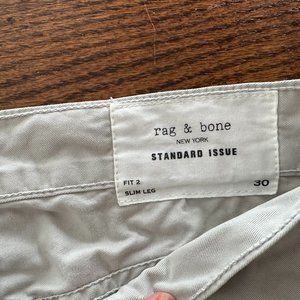 rag & bone
NEW YORK
STANDARD ISSUE
FIT 2
SLIM LEG
30